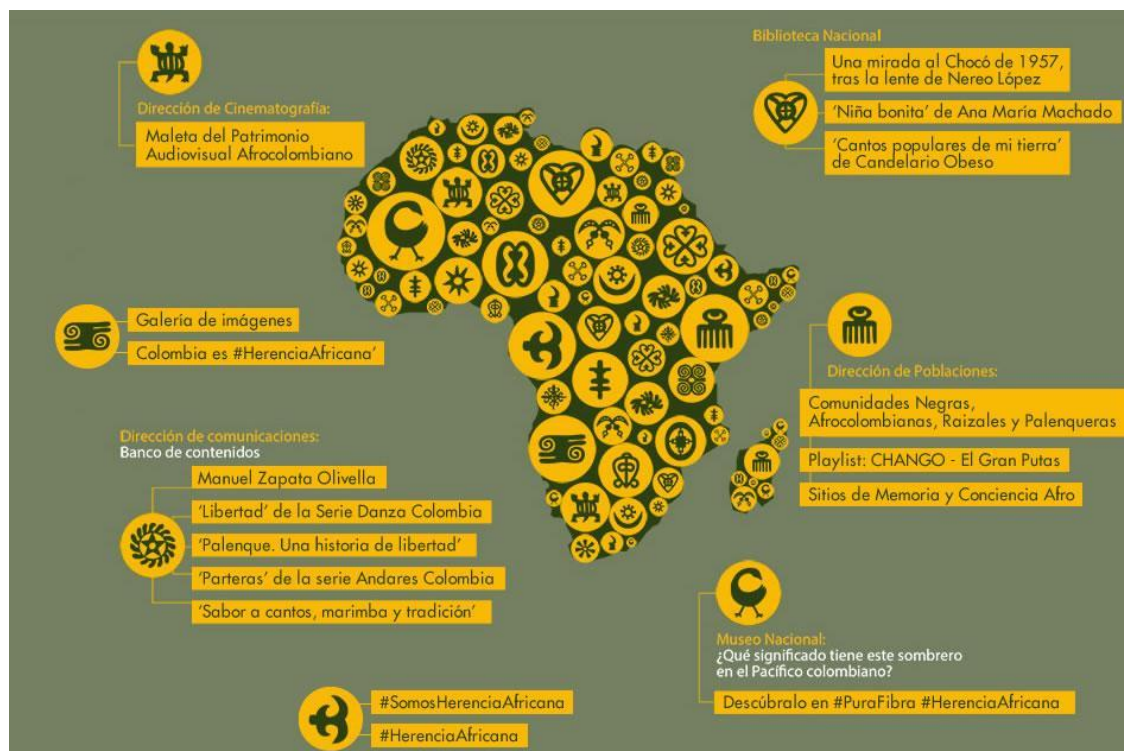 Dirección de Cinematografía:
Maleta del Patrimonio
Audiovisual Afrocolombiano
Biblioteca Nacional
Una mirada al Chocó de 1957,
tras la lente de Nereo López
'Niña bonita' de Ana María Machado
'Cantos populares de mi tierra'
de Candelario Obeso
Galería de imágenes
Colombia es #HerenciaAfricana'
Dirección de Poblaciones:
Comunidades Negras,
Afrocolombianas, Raizales y Palenqueras
Playlist: CHANGO - El Gran Putas
Sitios de Memoria y Conciencia Afro
Dirección de comunicaciones:
Banco de contenidos
Manuel Zapata Olivella
'Libertad' de la Serie Danza Colombia
'Palenque. Una historia de libertad'
'Parteras' de la serie Andares Colombia
'Sabor a cantos, marimba y tradición'
Museo Nacional:
¿Qué significado tiene este sombrero
en el Pacífico colombiano?
Descúbralo en #PuraFibra #HerenciaAfricana
#SomosHerenciaAfricana
#HerenciaAfricana